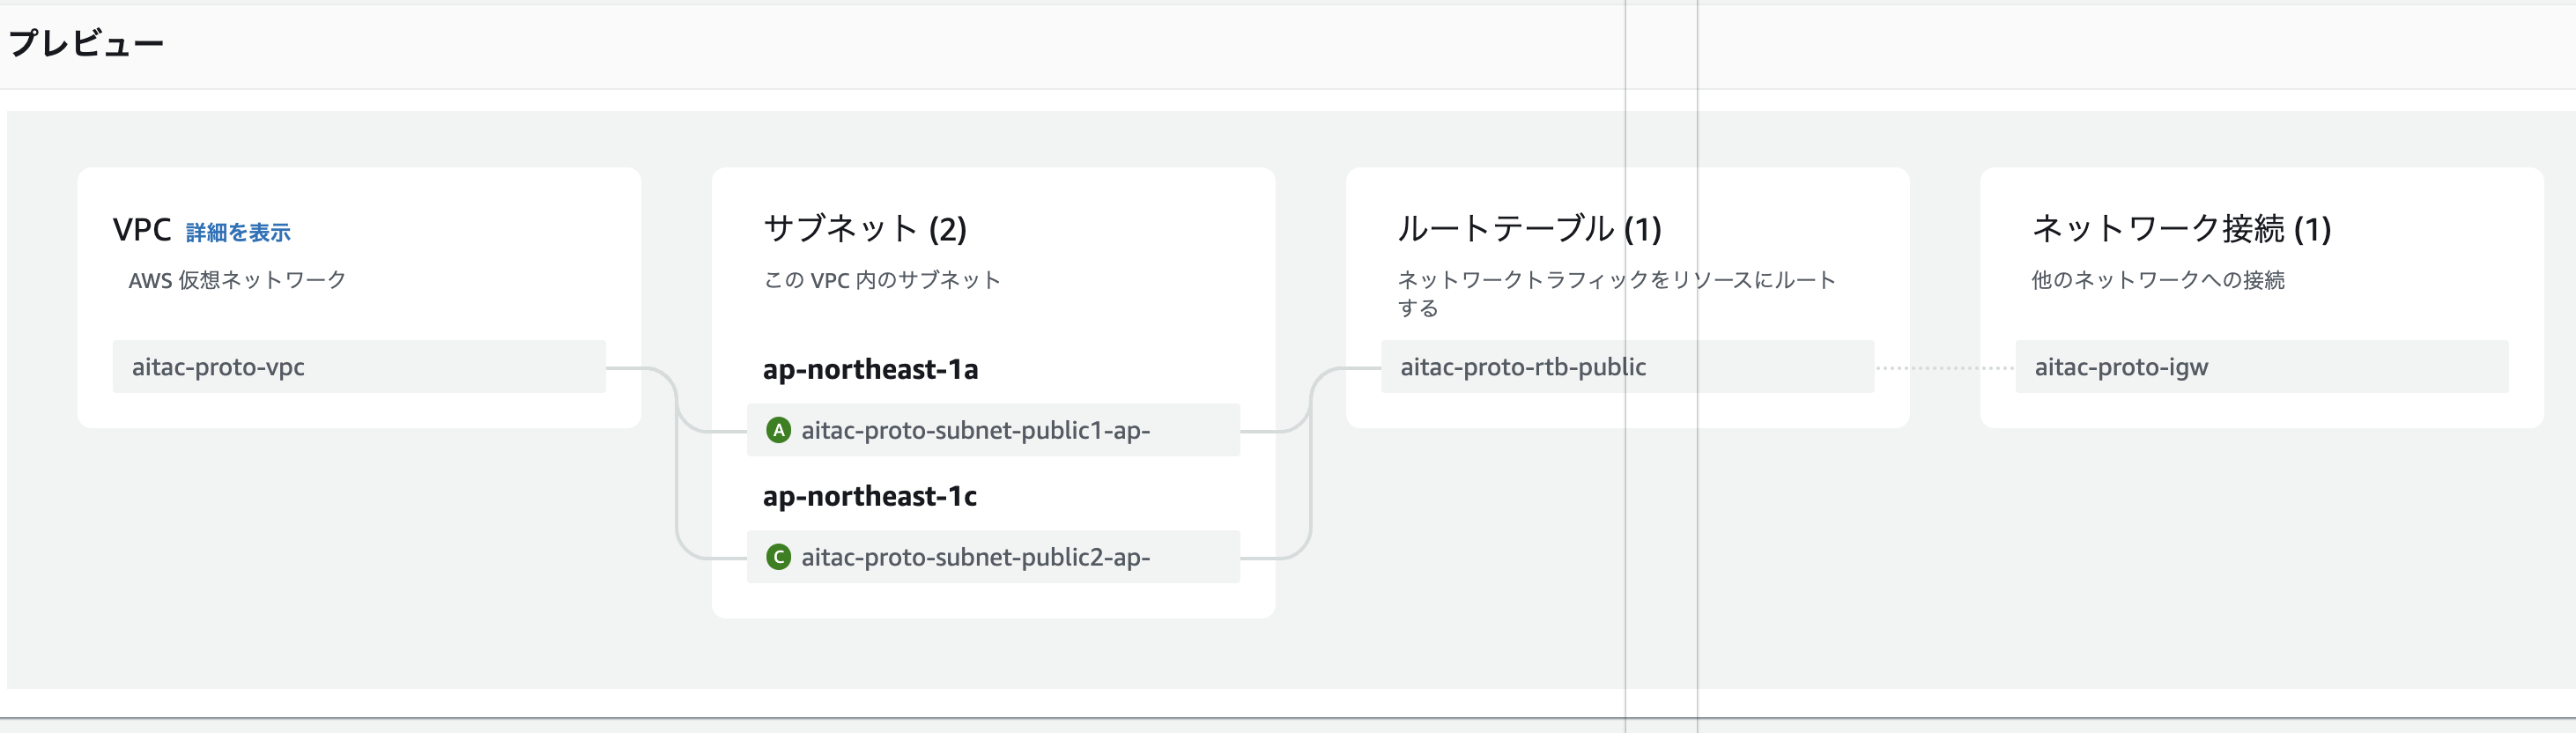 プレビュー
VPC 詳細を表示
AWS 仮想ネットワーク
aitac-proto-vpc
サブネット (2)
この VPC 内のサブネット
ap-northeast-1a
A aitac-proto-subnet-public1-ap-
ap-northeast-1c
C aitac-proto-subnet-public2-ap-
ルートテーブル (1)
ネットワークトラフィックをリソースにルート
する
aitac-proto-rtb-public
ネットワーク接続 (1)
他のネットワークへの接続
aitac-proto-igw